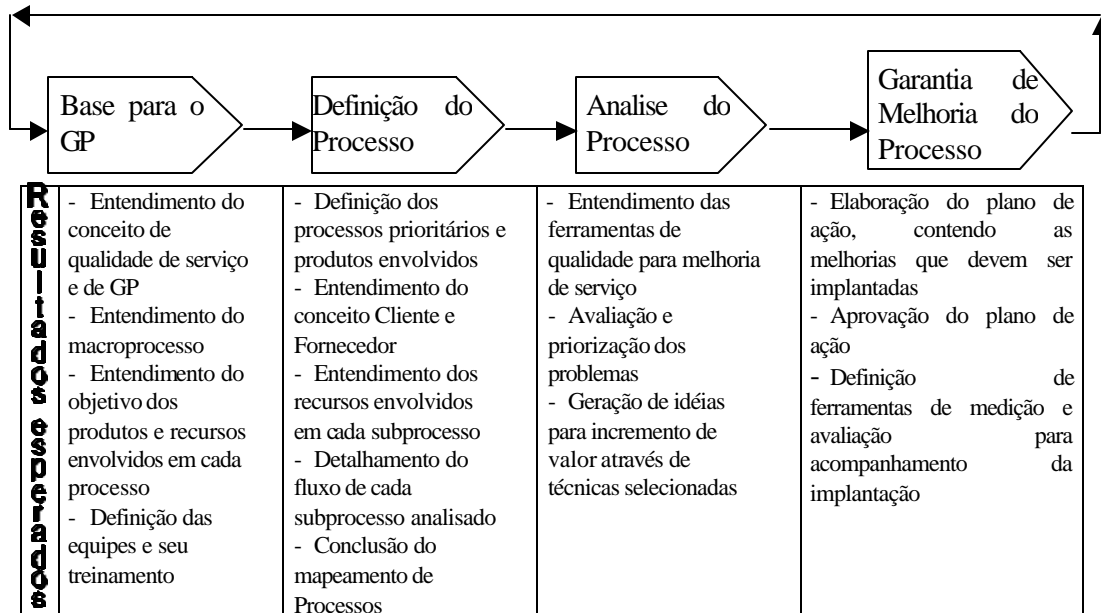 Base para o
GP
Definição do
Processo
Analise do
Processo
Garantia de
Melhoria do
Processo
Resultados esperados
- Entendimento do
conceito de
qualidade de serviço
e de GP
- Entendimento do
macroprocesso
- Entendimento do
objetivo dos
produtos e recursos
envolvidos em cada
processo
- Definição das
equipes e seu
treinamento
- Definição dos
processos prioritários e
produtos envolvidos
- Entendimento do
conceito Cliente e
Fornecedor
- Entendimento dos
recursos envolvidos
em cada subprocesso
- Detalhamento do
fluxo de cada
subprocesso analisado
- Conclusão do
mapeamento de
Processos
- Entendimento das
ferramentas de
qualidade para melhoria
de serviço
- Avaliação e
priorização dos
problemas
- Geração de idéias
para incremento de
valor através de
técnicas selecionadas
- Elaboração do plano de
ação, contendo as
melhorias que devem ser
implantadas
- Aprovação do plano de
ação
- Definição de
ferramentas de medição e
avaliação para
acompanhamento da
implantação